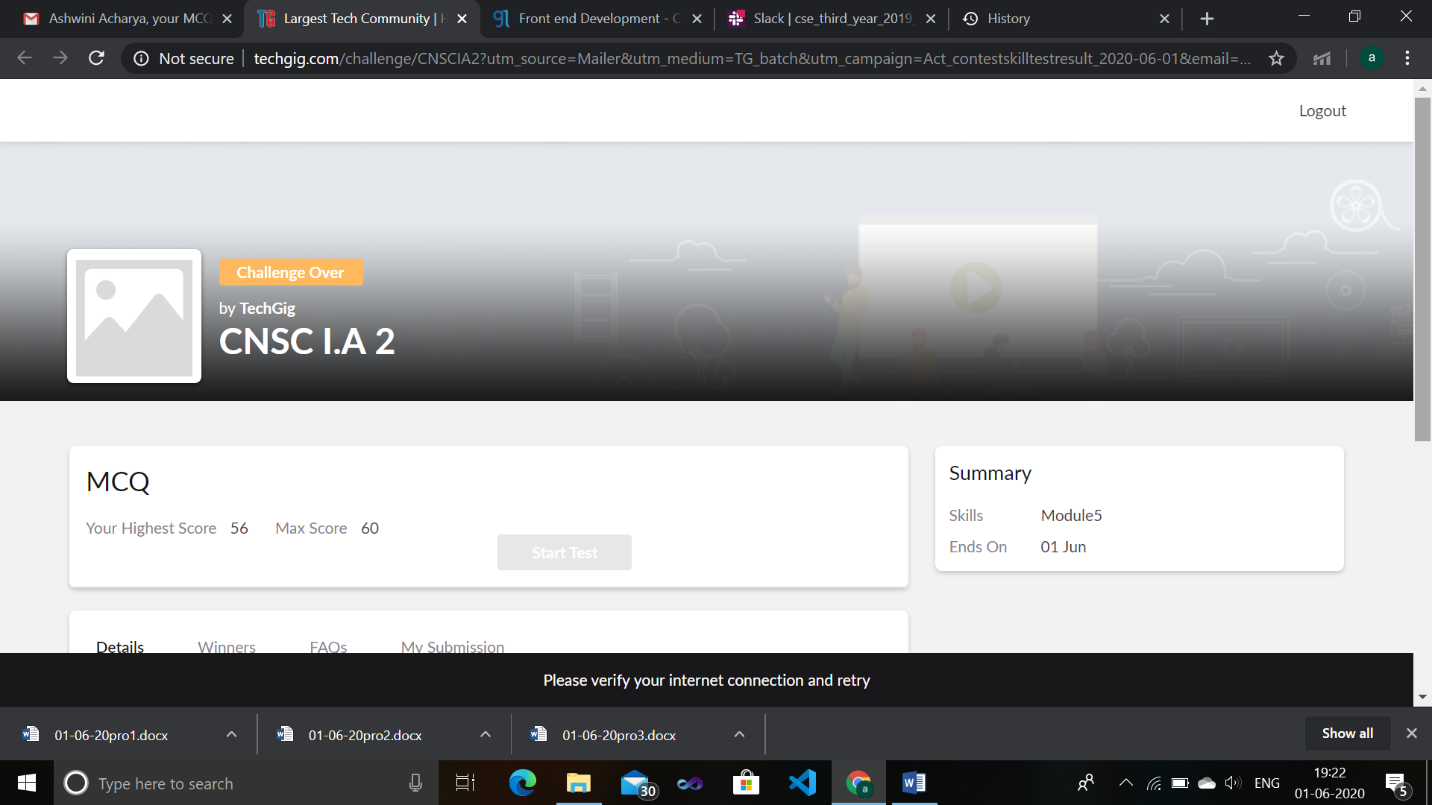 Ashwini Acharya, your MCQ
Largest Tech Community | H
Front end Development - C
Slack | cse_third_year_2019_
History
Not secure | techgig.com/challenge/CNSCIA2?utm_source=Mailer&utm_medium=TG_batch&utm_campaign=Act_contestskilltestresult_2020-06-01&email=...
a
Logout
Challenge Over
by TechGig
CNSC I.A 2
MCQ
Your Highest Score 56 Max Score 60
Start Test
Summary
Skills Module5
Ends On 01 Jun
Details Winners FAQs My Submission
Please verify your internet connection and retry
01-06-20pro1.docx
01-06-20pro2.docx
01-06-20pro3.docx
Show all
Type here to search
30
ENG
19:22
01-06-2020
5